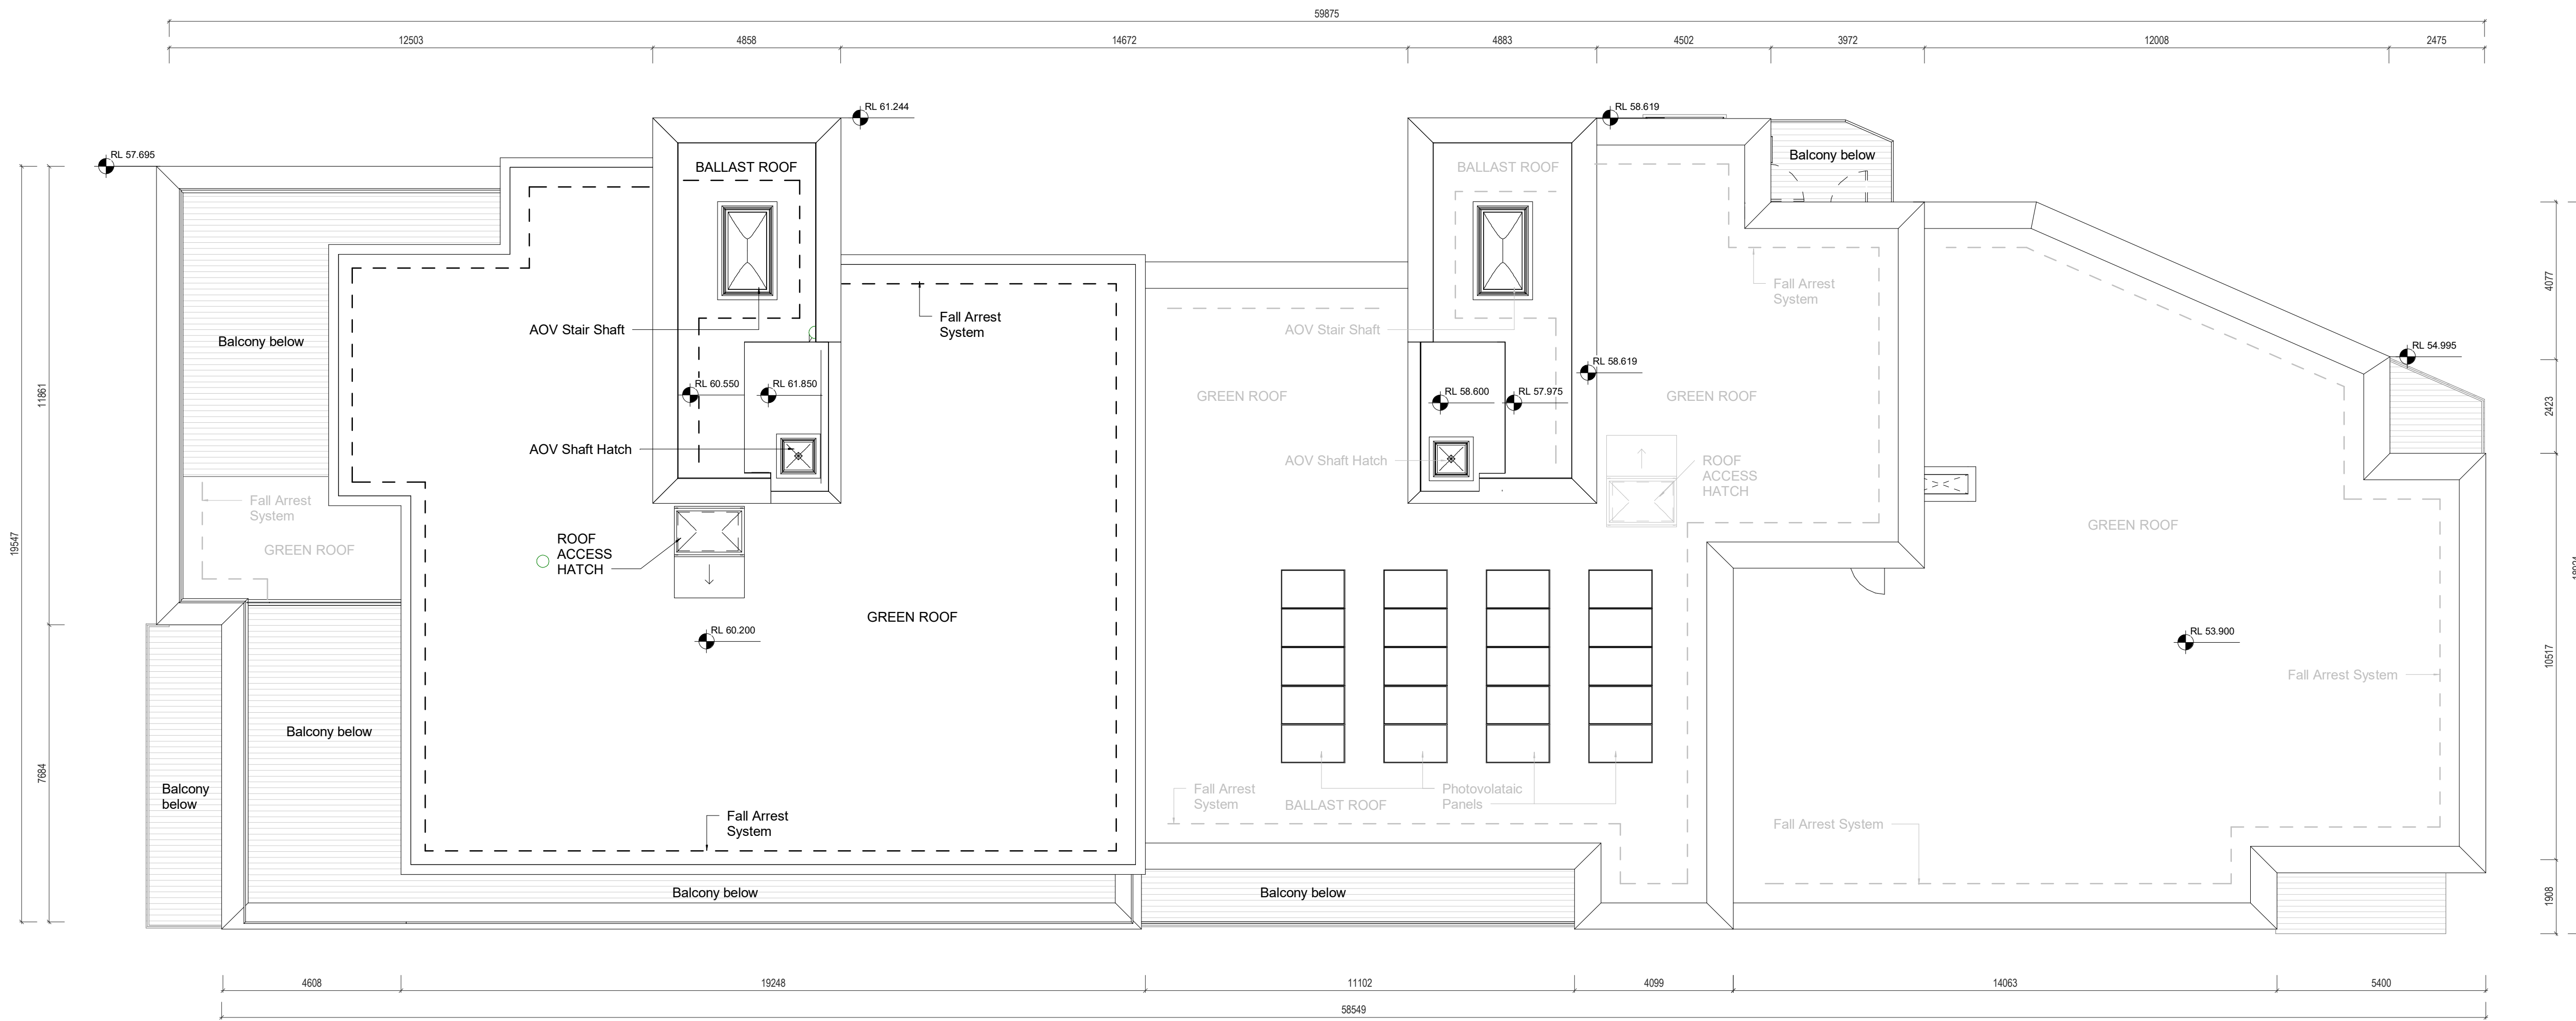 59875
12503
4858
14672
4883
4502
3972
12008
2475
RL 61.244
RL 58.619
RL 57.695
BALLAST ROOF
BALLAST ROOF
Balcony below
Fall Arrest
System
4077
Fall Arrest
System
AOV Stair Shaft
AOV Stair Shaft
Balcony below
RL 54.995
RL 58.619
RL 60.550
RL 61.850
RL 58.600
RL 57.975
11861
GREEN ROOF
GREEN ROOF
2423
AOV Shaft Hatch
AOV Shaft Hatch
ROOF
ACCESS
HATCH
Fall Arrest
System
GREEN ROOF
GREEN ROOF
ROOF
ACCESS
HATCH
19547
GREEN ROOF
RL 60.200
RL 53.900
10517
Fall Arrest System
Balcony below
7684
Balcony
below
Fall Arrest
System
Fall Arrest
System
BALLAST ROOF
Photovolataic
Panels
Fall Arrest System
Balcony below
Balcony below
1908
4608
19248
11102
4099
14063
5400
58549